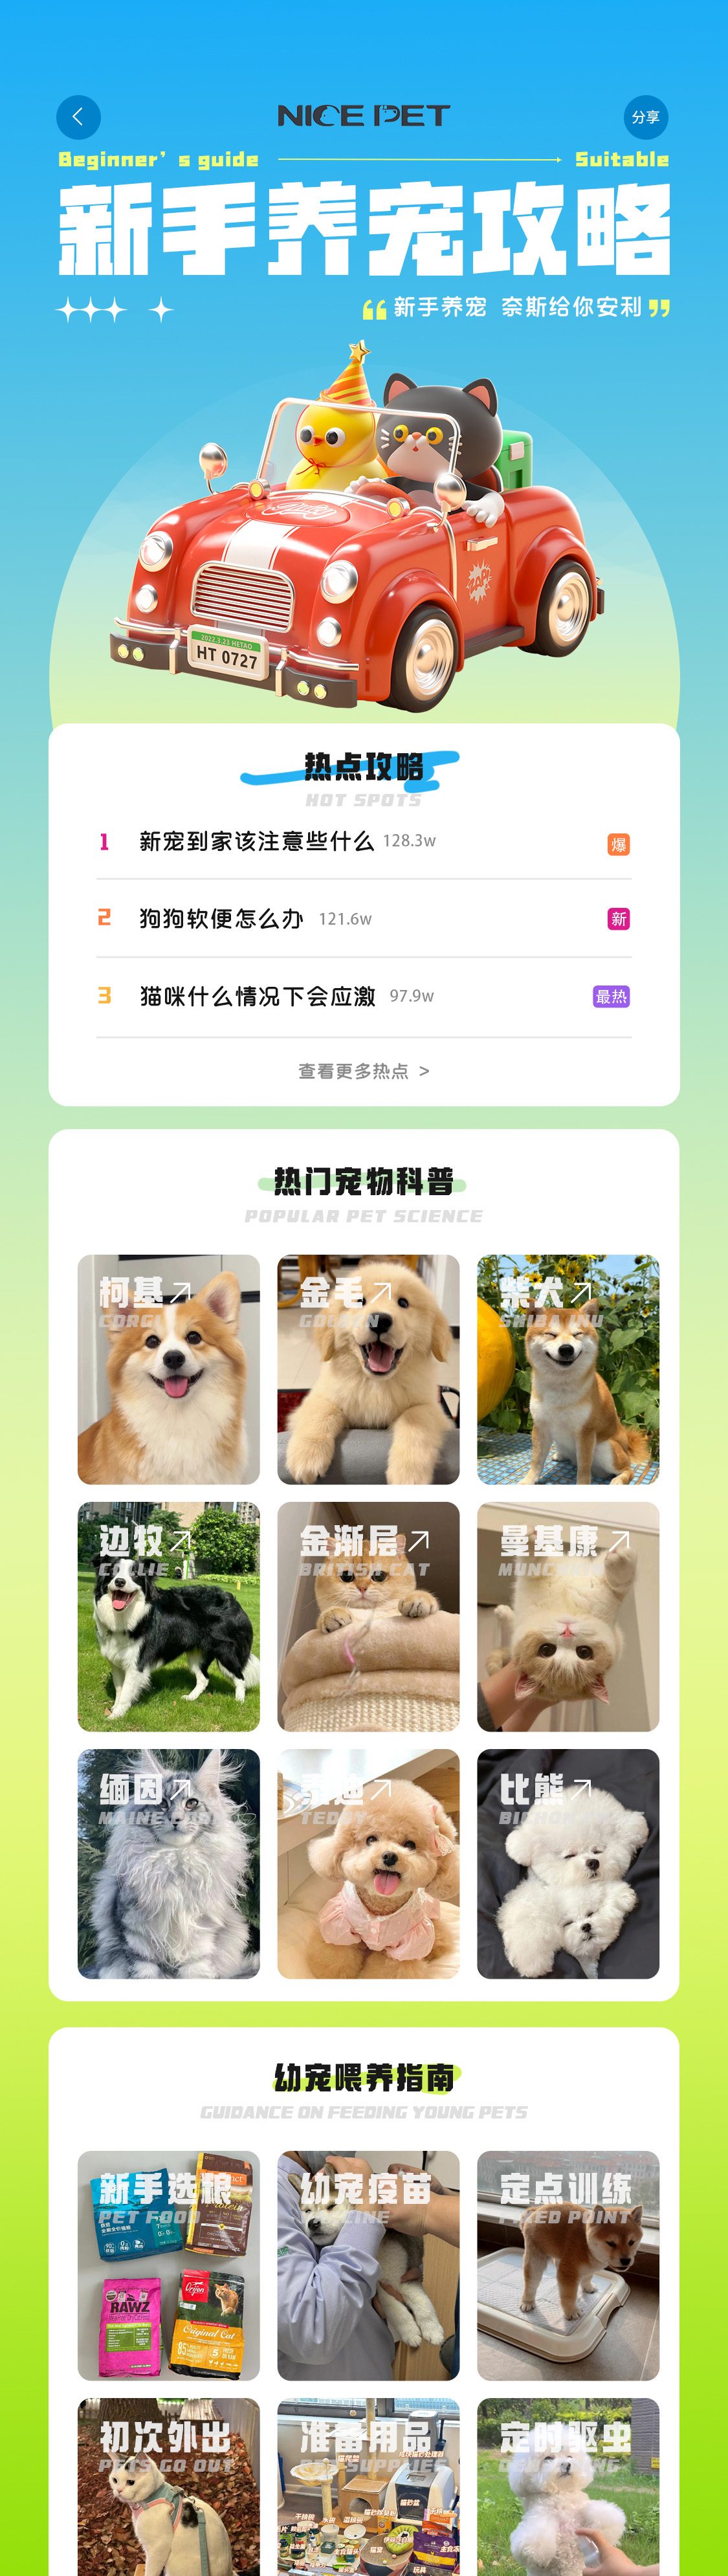 NICE PET
分享
Beginner’s guide
Suitable
新手养宠攻略
“新手养宠 奈斯给你安利”
ZAP!
2022.3.23 HETAO
HT 0727
热点攻略
HOT SPOTS
1 新宠到家该注意些什么 128.3w 爆
2 狗狗软便怎么办 121.6w 新
3 猫咪什么情况下会应激 97.9w 最热
查看更多热点 >
热门宠物科普
POPULAR PET SCIENCE
柯基
CORGI
金毛
GOLDEN
柴犬
SHIBA INU
边牧
COLLIE
金渐层
BRITISH CAT
曼基康
缅因
MAINE
泰迪
TEDDY
比熊
幼宠喂养指南
GUIDANCE ON FEEDING YOUNG PETS
新手选粮
PET FOOD
RAWZ
Orijen
Original Cat
85
5
幼宠疫苗
VACCINE
定点训练
FIXED POINT
初次外出
PETS GO OUT
准备用品
PET SUPPLIES
猫砂盆
定时驱虫